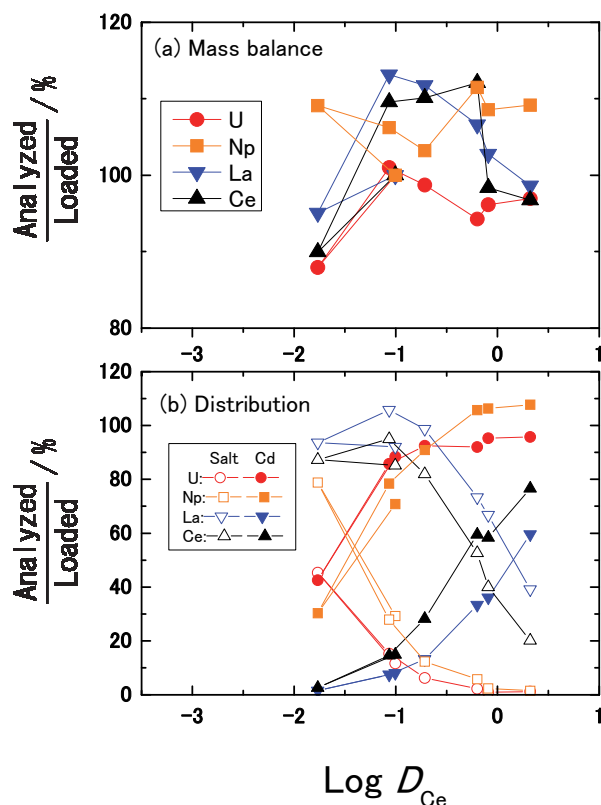 120
(a) Mass balance
Analyzed / %
Loaded
U
Np
La
Ce
100
80
−3 −2 −1 0 1
120
(b) Distribution
Salt Cd
U:
Np:
La:
Ce:
Analyzed / %
Loaded
100
80
60
40
20
0
−3 −2 −1 0 1
Log D_Ce